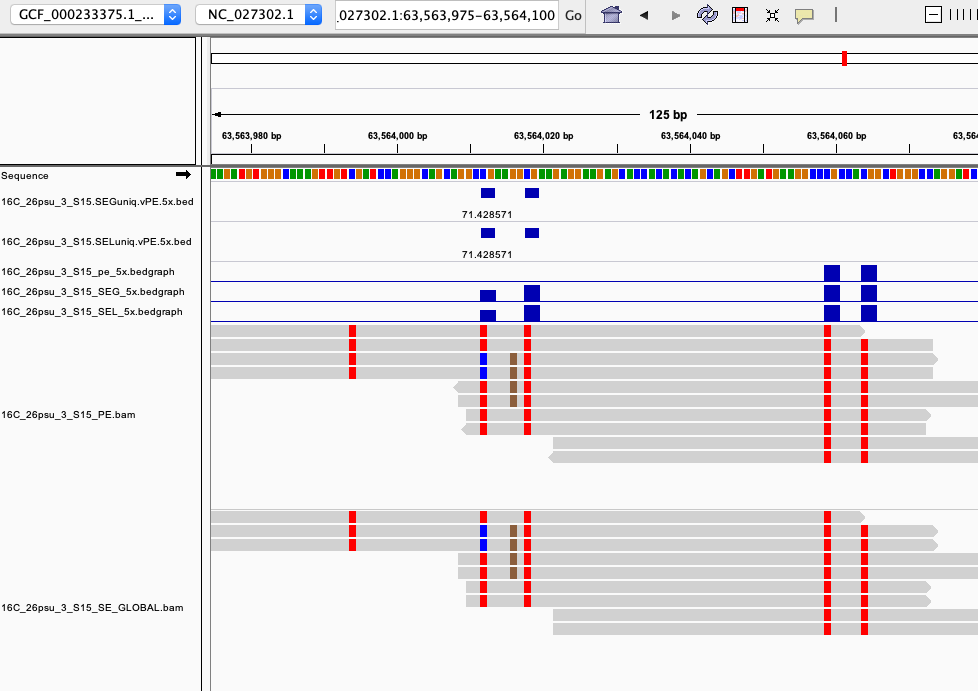 GCF_000233375.1_... NC_027302.1 027302.1:63,563,975-63,564,100 Go
125 bp
63,563,980 bp 63,564,000 bp 63,564,020 bp 63,564,040 bp 63,564,060 bp 63,56
Sequence
16C_26psu_3_S15.SEGuniq.vPE.5x.bed
71.428571
16C_26psu_3_S15.SELuniq.vPE.5x.bed
71.428571
16C_26psu_3_S15_pe_5x.bedgraph
16C_26psu_3_S15_SEG_5x.bedgraph
16C_26psu_3_S15_SEL_5x.bedgraph
16C_26psu_3_S15_PE.bam
16C_26psu_3_S15_SE_GLOBAL.bam